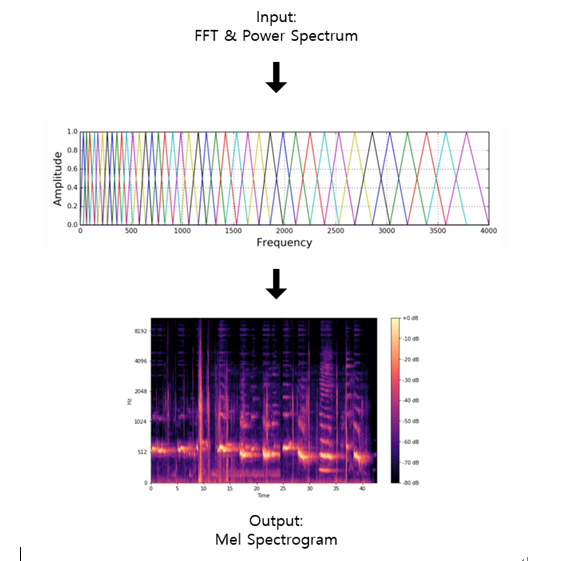 Input:
FFT & Power Spectrum
1.0
0.8
0.6
0.4
0.2
0.0
Amplitude
0 500 1000 1500 2000 2500 3000 3500 4000
Frequency
8192
4096
2048
1024
512
0
Hz
0 5 10 15 20 25 30 35 40
Time
+0 dB
-10 dB
-20 dB
-30 dB
-40 dB
-50 dB
-60 dB
-70 dB
-80 dB
Output:
Mel Spectrogram